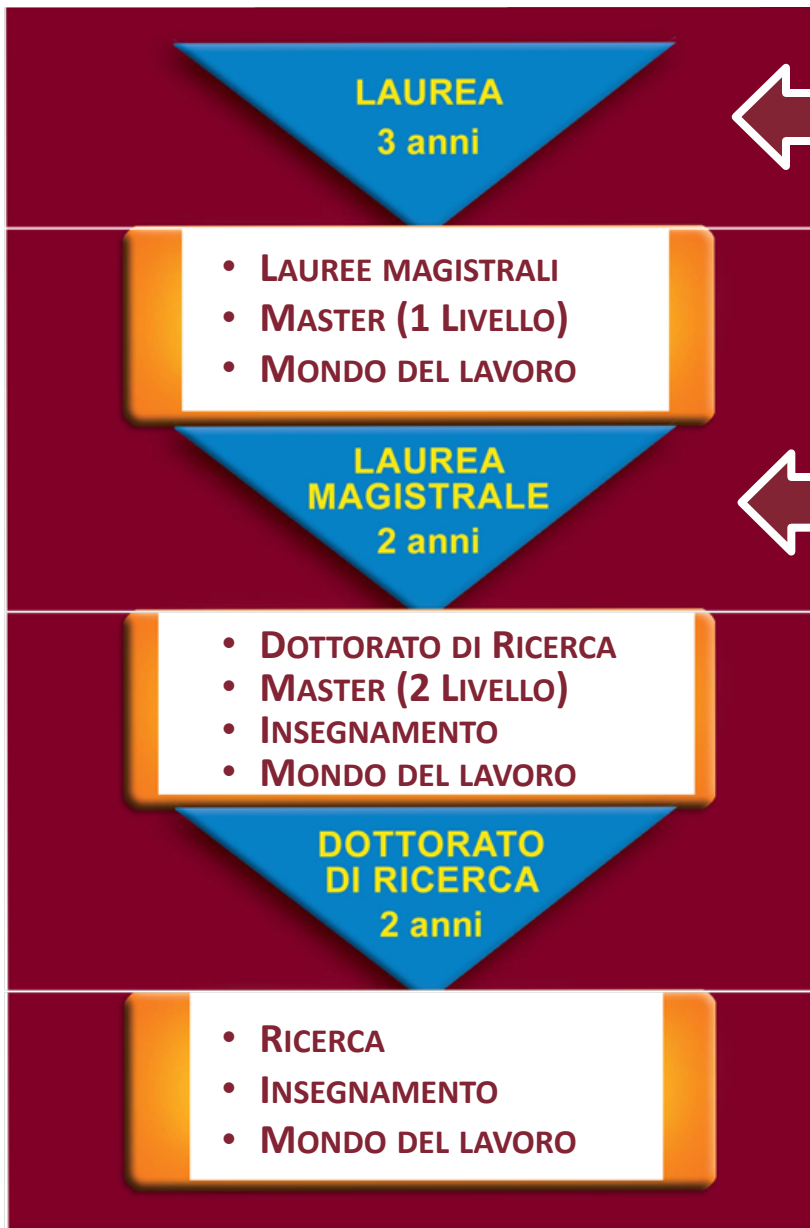 LAUREA
3 anni
• LAUREE MAGISTRALI
• MASTER (1 LIVELLO)
• MONDO DEL LAVORO
LAUREA
MAGISTRALE
2 anni
• DOTTORATO DI RICERCA
• MASTER (2 LIVELLO)
• INSEGNAMENTO
• MONDO DEL LAVORO
DOTTORATO
DI RICERCA
2 anni
• RICERCA
• INSEGNAMENTO
• MONDO DEL LAVORO